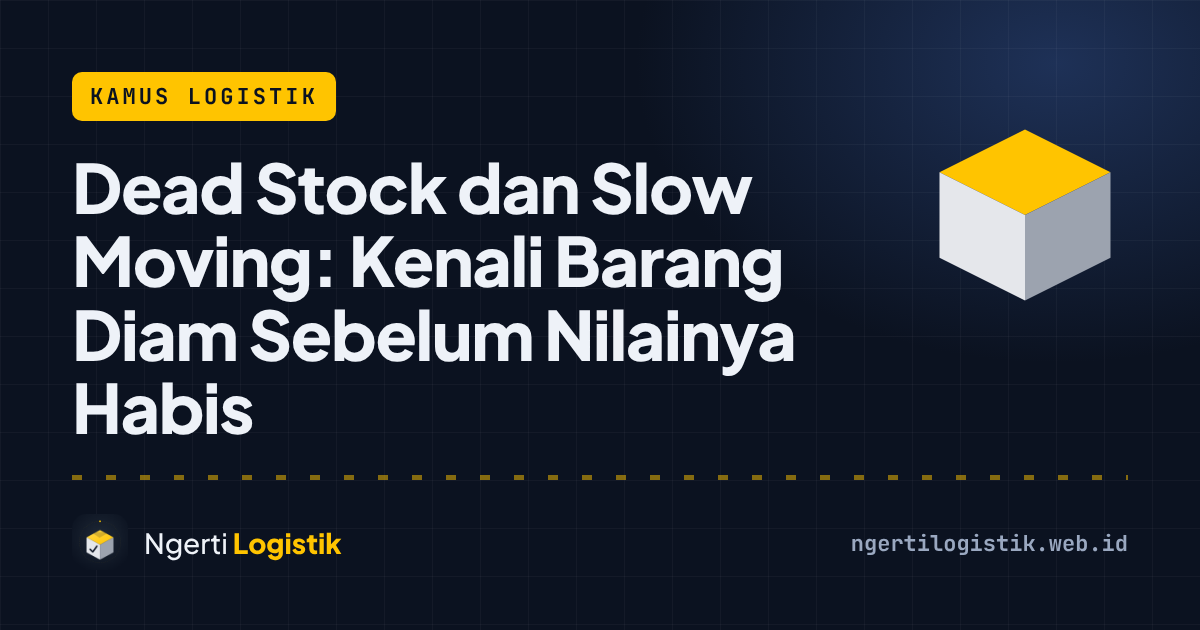 KAMUS LOGISTIK
Dead Stock dan Slow
Moving: Kenali Barang
Diam Sebelum Nilainya
Habis
Ngerti Logistik
ngertilogistik.web.id